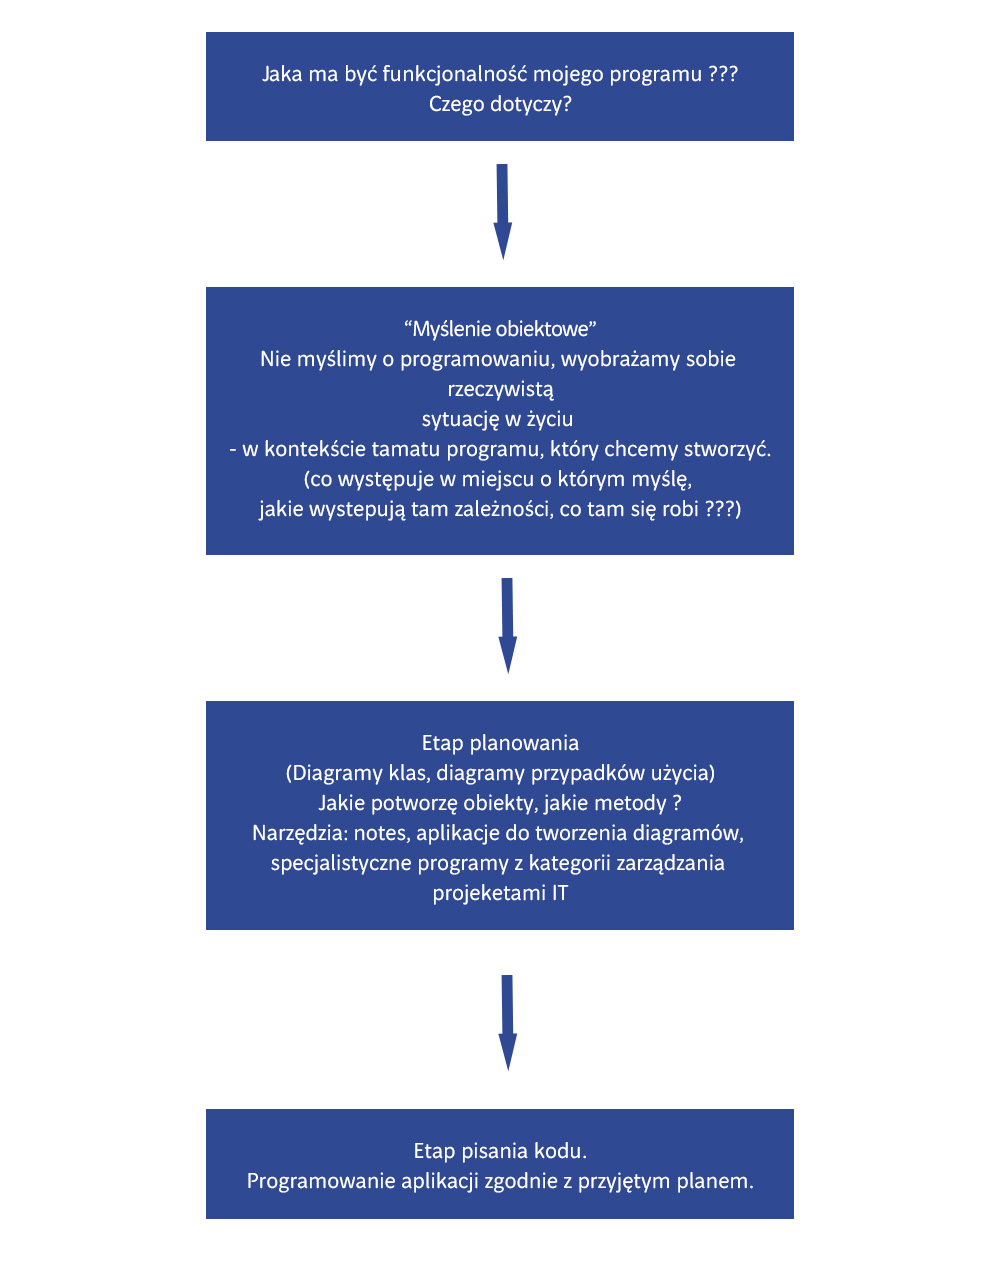 Jaka ma być funkcjonalność mojego programu ???
Czego dotyczy?
“Myślenie obiektowe”
Nie myślimy o programowaniu, wyobrażamy sobie
rzeczywistą
sytuację w życiu
- w kontekście tamatu programu, który chcemy stworzyć.
(co występuje w miejscu o którym myślę,
jakie wystepują tam zależności, co tam się robi ???)
Etap planowania
(Diagramy klas, diagramy przypadków użycia)
Jakie potworzę obiekty, jakie metody ?
Narzędzia: notes, aplikacje do tworzenia diagramów,
specjalistyczne programy z kategorii zarządzania
projeketami IT
Etap pisania kodu.
Programowanie aplikacji zgodnie z przyjętym planem.